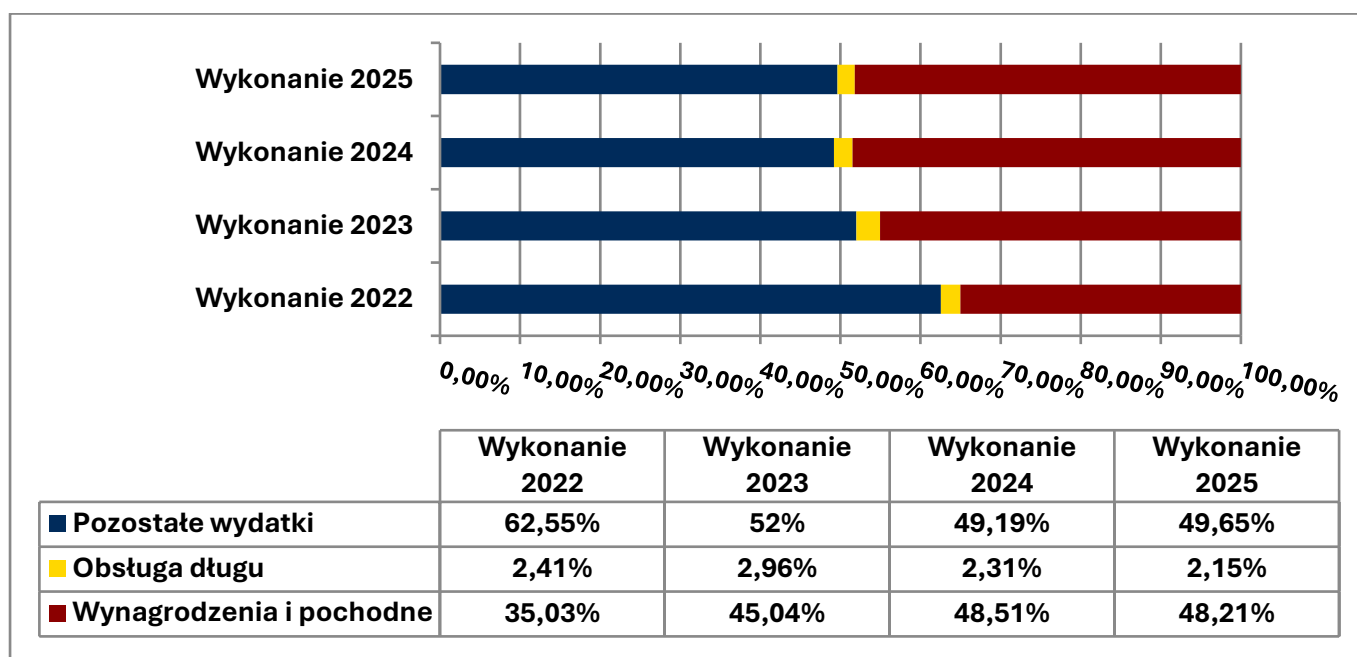 Wykonanie 2025
Wykonanie 2024
Wykonanie 2023
Wykonanie 2022
0,00% 10,00% 20,00% 30,00% 40,00% 50,00% 60,00% 70,00% 80,00% 90,00% 100,00%
Wykonanie 2022 Wykonanie 2023 Wykonanie 2024 Wykonanie 2025
Pozostałe wydatki 62,55% 52% 49,19% 49,65%
Obsługa długu 2,41% 2,96% 2,31% 2,15%
Wynagrodzenia i pochodne 35,03% 45,04% 48,51% 48,21%